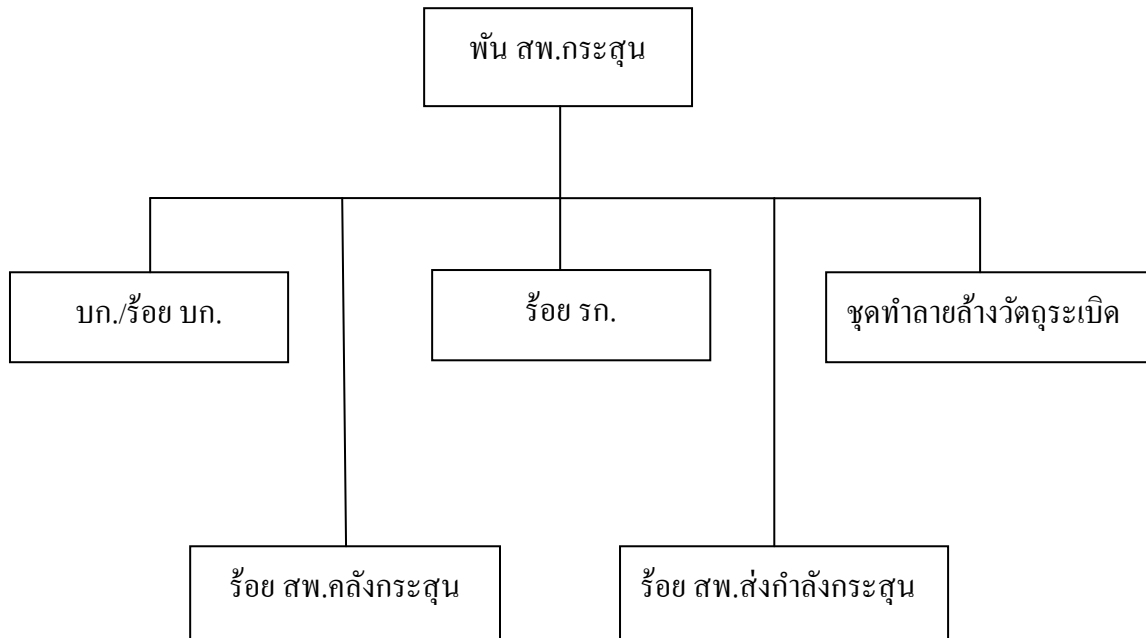 พัน สพ.กระสุน
บก./ร้อย บก.
ร้อย รก.
ชุดทำลายล้างวัตถุระเบิด
ร้อย สพ.คลังกระสุน
ร้อย สพ.ส่งกำลังกระสุน